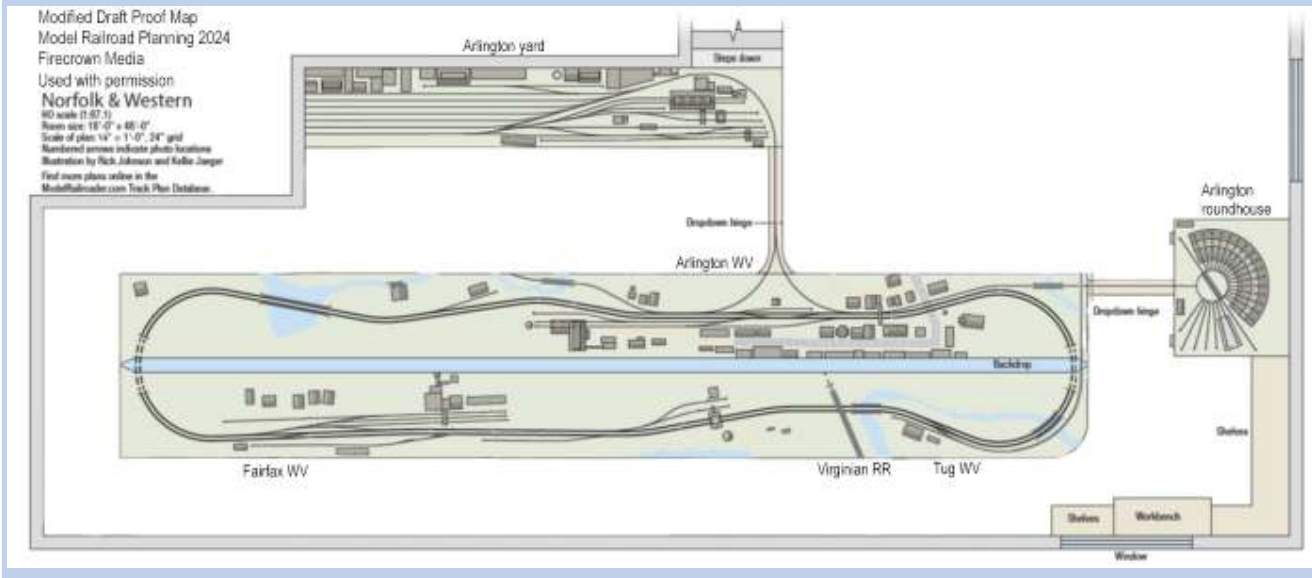 Modified Draft Proof Map
Model Railroad Planning 2024
Firecrown Media
Used with permission
Norfolk & Western
HO scale (1:87.1)
Room size: 18'-0" x 46'-0"
Scale of plan: ¼" = 1'-0", 24" grid
Numbered arrows indicate photo locations
Illustration by Rick Johnson and Kellie Jaeger
Find more plans online in the
ModelRailroader.com Track Plan Database.
Arlington yard
Steps down
Arlington
roundhouse
Dropdown hinge
Arlington WV
Dropdown hinge
Backdrop
Shelves
Fairfax WV
Virginian RR
Tug WV
Shelves
Workbench
Window